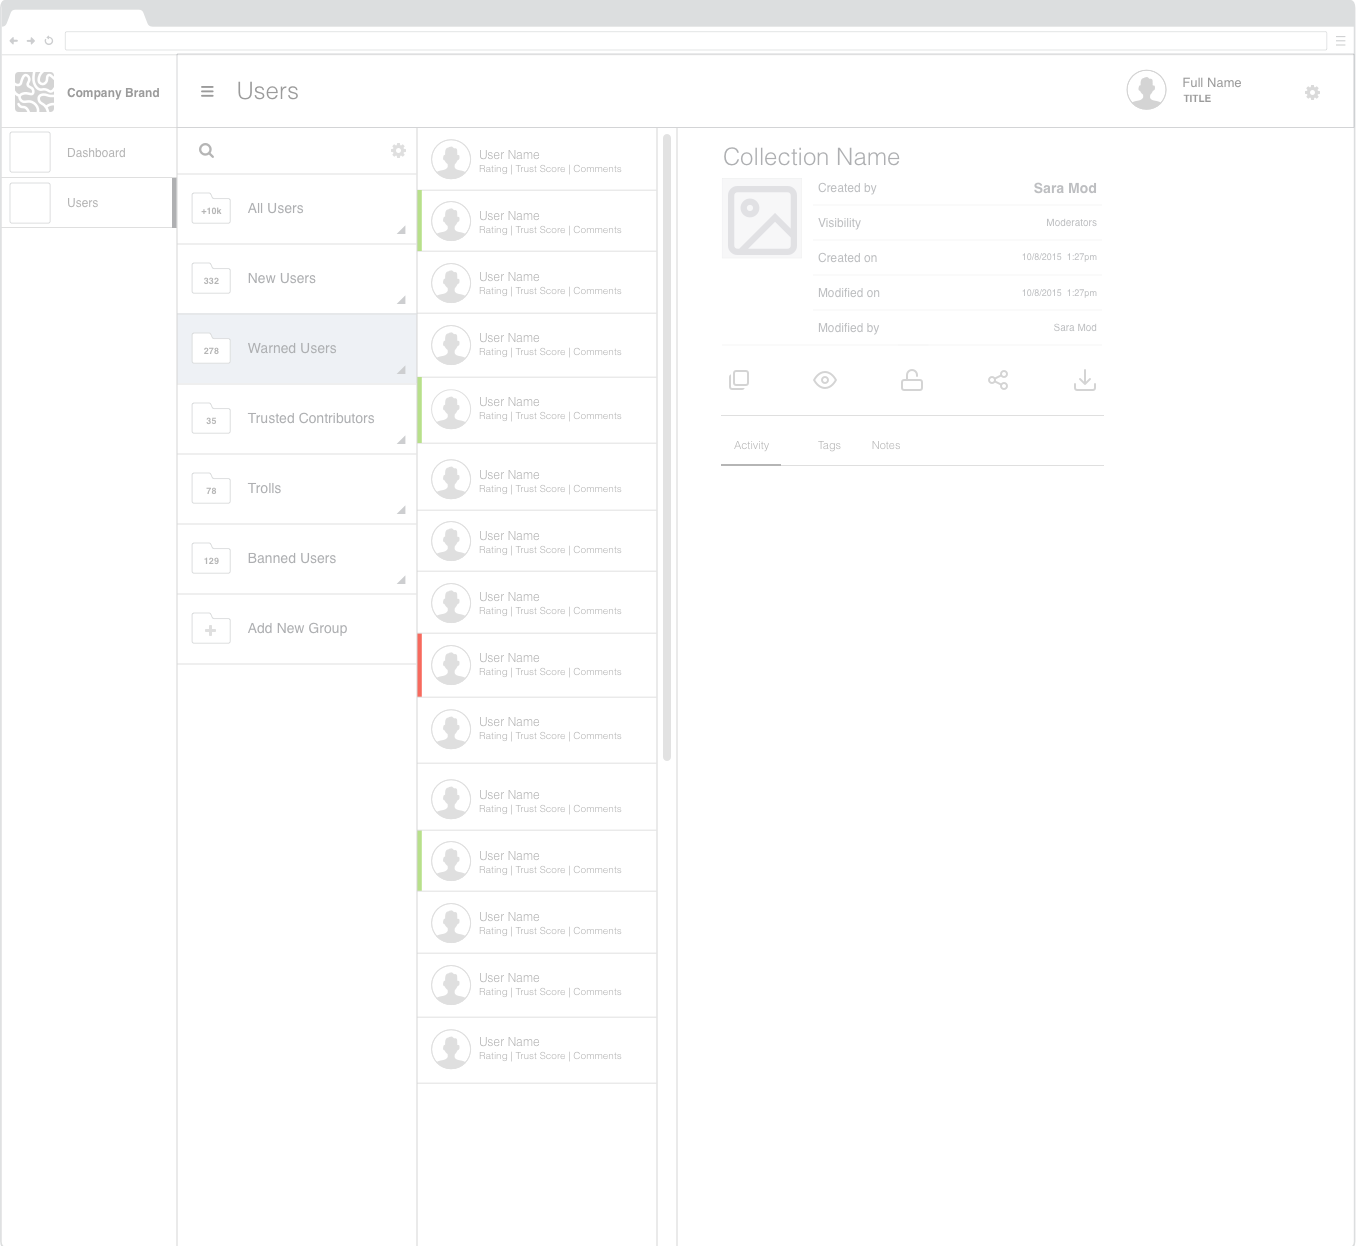 Company Brand
Users
Full Name
TITLE
Dashboard
Users
+10k
All Users
332
New Users
278
Warned Users
35
Trusted Contributors
78
Trolls
129
Banned Users
Add New Group
User Name
Rating | Trust Score | Comments
User Name
Rating | Trust Score | Comments
User Name
Rating | Trust Score | Comments
User Name
Rating | Trust Score | Comments
User Name
Rating | Trust Score | Comments
User Name
Rating | Trust Score | Comments
User Name
Rating | Trust Score | Comments
User Name
Rating | Trust Score | Comments
User Name
Rating | Trust Score | Comments
User Name
Rating | Trust Score | Comments
User Name
Rating | Trust Score | Comments
User Name
Rating | Trust Score | Comments
User Name
Rating | Trust Score | Comments
User Name
Rating | Trust Score | Comments
User Name
Rating | Trust Score | Comments
Collection Name
Created by Sara Mod
Visibility Moderators
Created on 10/8/2015 1:27pm
Modified on 10/8/2015 1:27pm
Modified by Sara Mod
Activity Tags Notes